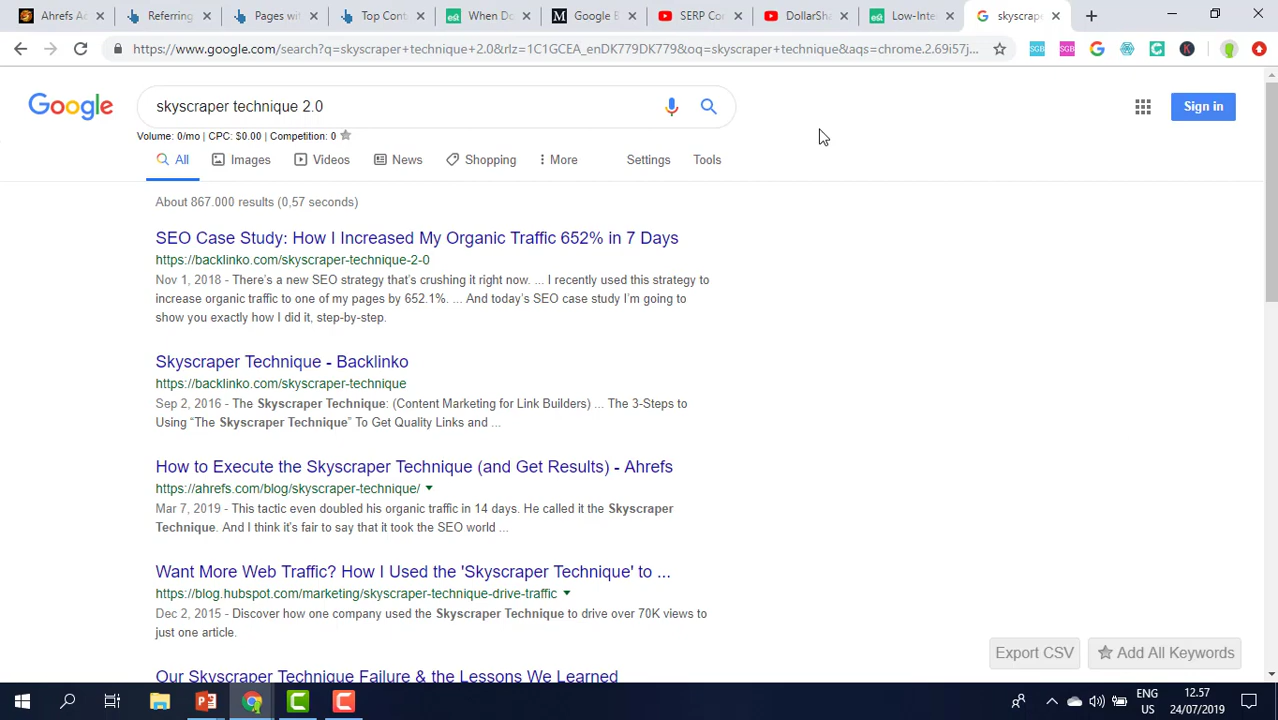 Ahrefs Ac
Referring
Pages wit
Top Cont
When Do
Google B
SERP Cor
DollarSha
Low-Inte
skyscrape
https://www.google.com/search?q=skyscraper+technique+2.0&rlz=1C1GCEA_enDK779DK779&oq=skyscraper+technique&aqs=chrome.2.69i57j...
Google
skyscraper technique 2.0
Sign in
Volume: 0/mo | CPC: $0.00 | Competition: 0
All
Images
Videos
News
Shopping
More
Settings
Tools
About 867.000 results (0,57 seconds)
SEO Case Study: How I Increased My Organic Traffic 652% in 7 Days
https://backlinko.com/skyscraper-technique-2-0
Nov 1, 2018 - There's a new SEO strategy that's crushing it right now. ... I recently used this strategy to
increase organic traffic to one of my pages by 652.1%. ... And today's SEO case study I'm going to
show you exactly how I did it, step-by-step.
Skyscraper Technique - Backlinko
https://backlinko.com/skyscraper-technique
Sep 2, 2016 - The Skyscraper Technique: (Content Marketing for Link Builders) ... The 3-Steps to
Using “The Skyscraper Technique” To Get Quality Links and ...
How to Execute the Skyscraper Technique (and Get Results) - Ahrefs
https://ahrefs.com/blog/skyscraper-technique/
Mar 7, 2019 - This tactic even doubled his organic traffic in 14 days. He called it the Skyscraper
Technique. And I think it's fair to say that it took the SEO world ...
Want More Web Traffic? How I Used the 'Skyscraper Technique' to ...
https://blog.hubspot.com/marketing/skyscraper-technique-drive-traffic
Dec 2, 2015 - Discover how one company used the Skyscraper Technique to drive over 70K views to
just one article.
Export CSV
Add All Keywords
Our Skyscraper Technique Failure & the Lessons We Learned
ENG
US
12.57
24/07/2019